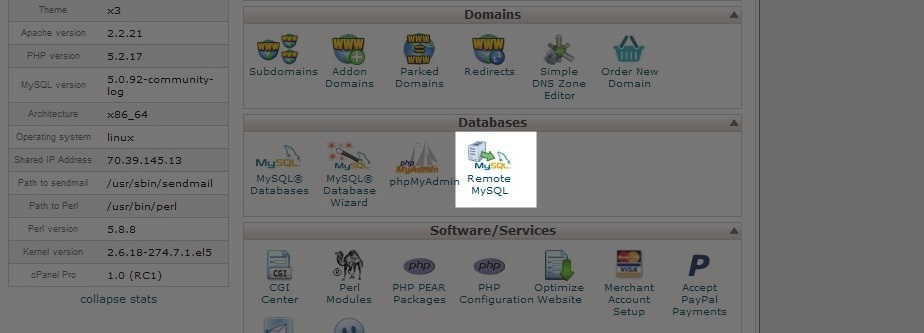 Theme x3
Apache version 2.2.21
PHP version 5.2.17
MySQL version 5.0.92-community-log
Architecture x86_64
Operating system linux
Shared IP Address 70.39.145.13
Path to sendmail /usr/sbin/sendmail
Path to Perl /usr/bin/perl
Perl version 5.8.8
Kernel version 2.6.18-274.7.1.el5
cPanel Pro 1.0 (RC1)
collapse stats
Domains
WWW WWW WWW WWW WWW WWW
Subdomains Addon Parked Redirects Simple Order New
Domains Domains DNS Zone Domain
Editor
Databases
MySQL MySQL php MyAdmin MySQL
MySQL® MySQL® phpMyAdmin Remote
Databases Database MySQL
Wizard
Software/Services
CGI ® php php VISA
CGI Perl PHP PEAR PHP Optimize Merchant Accept
Center Modules Packages Configuration Website Account PayPal
Setup Payments